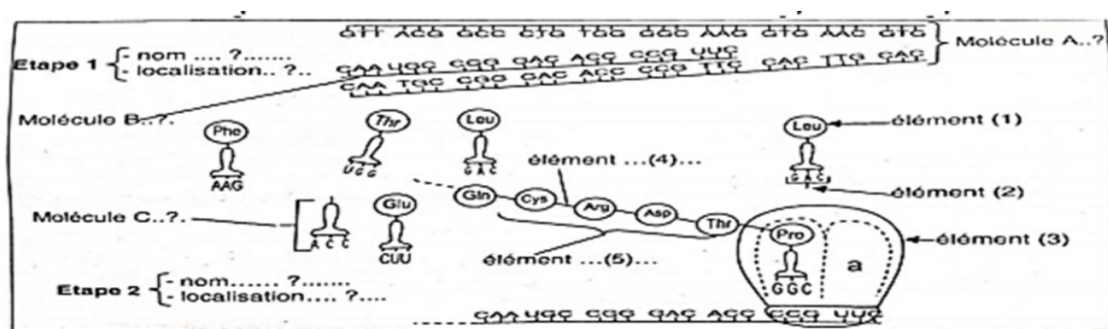 GTT ACG GCC CTG TGG GGG AAG GTG AAC GTG
Molécule A..?
Etape 1
- nom .... ?......
- localisation.. ?..
CAA UGC CGG GAC ACC CCG UUC
CAA TGC CGG GAC ACC CCG TTC CAC TTG CAC
Molécule B..?.
Phe
Thr
Leu
Leu
élément (1)
AAG
UGG
GAC
élément ...(4)...
GAC
élément (2)
Gln
Cys
Arg
Asp
Thr
Pro
Molécule C..?.
Glu
ACC
CUU
élément (3)
élément ...(5)...
a
GGC
Etape 2
- nom...... ?......
- localisation.... ?....
CAA UGC CGG GAC ACC CCG UUC